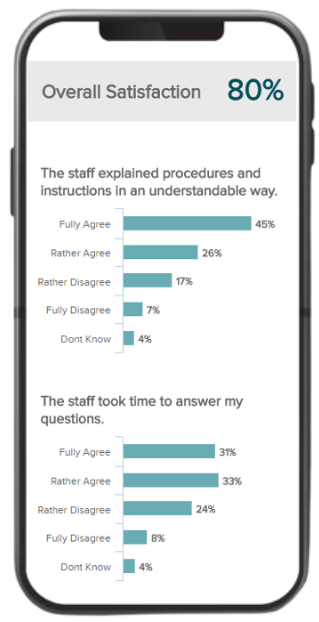 Overall Satisfaction 80%
The staff explained procedures and
instructions in an understandable way.
Fully Agree 45%
Rather Agree 26%
Rather Disagree 17%
Fully Disagree 7%
Dont Know 4%
The staff took time to answer my
questions.
Fully Agree 31%
Rather Agree 33%
Rather Disagree 24%
Fully Disagree 8%
Dont Know 4%